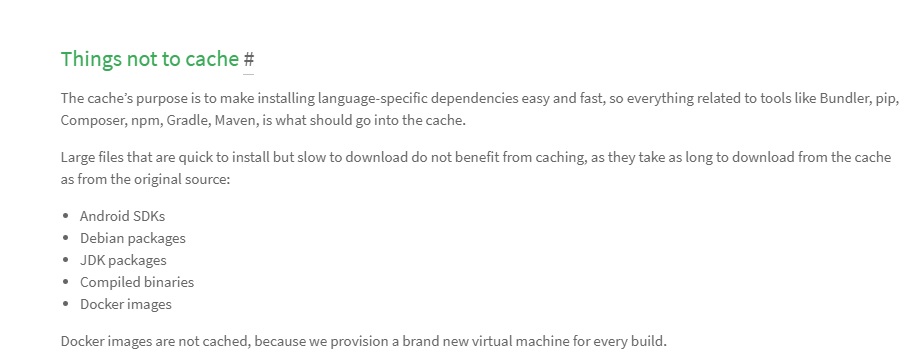 Things not to cache #
The cache’s purpose is to make installing language-specific dependencies easy and fast, so everything related to tools like Bundler, pip,
Composer, npm, Gradle, Maven, is what should go into the cache.
Large files that are quick to install but slow to download do not benefit from caching, as they take as long to download from the cache
as from the original source:
• Android SDKs
• Debian packages
• JDK packages
• Compiled binaries
• Docker images
Docker images are not cached, because we provision a brand new virtual machine for every build.